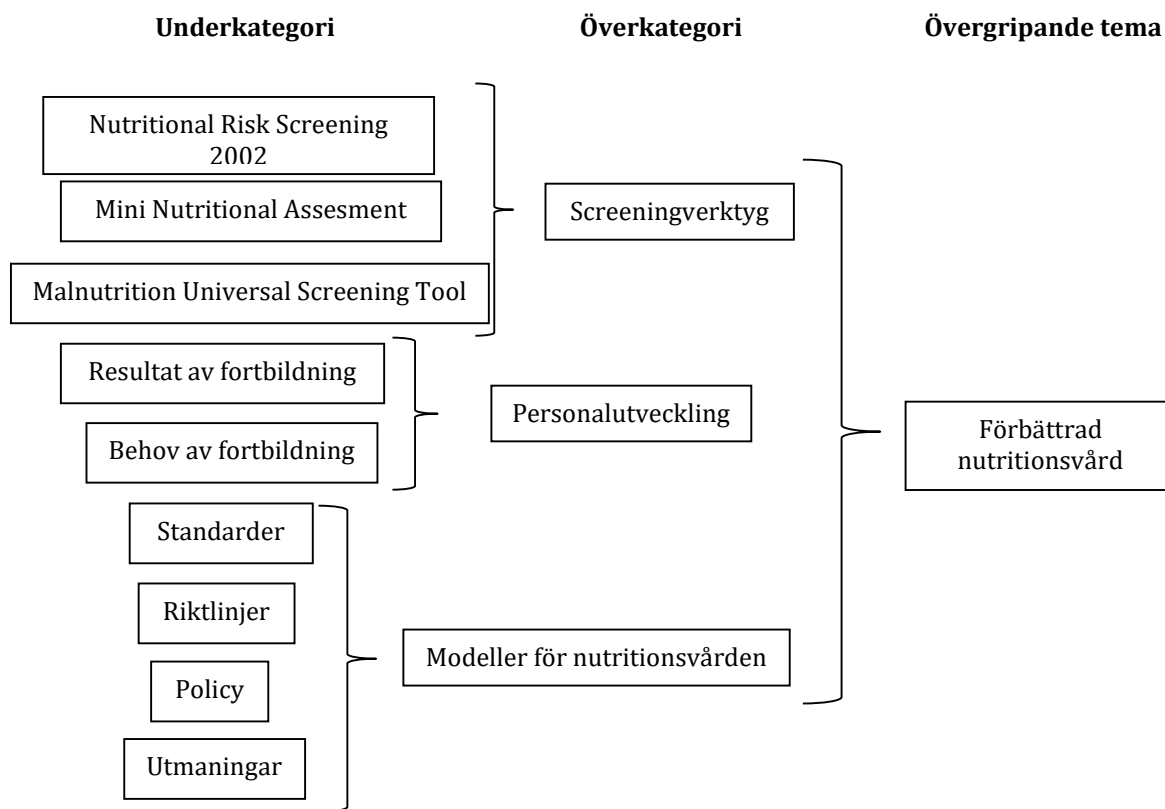 Underkategori Överkategori Övergripande tema
Nutritional Risk Screening
2002
Mini Nutritional Assesment
Malnutrition Universal Screening Tool
Screeningverktyg
Resultat av fortbildning
Behov av fortbildning
Personalutveckling
Standarder
Riktlinjer
Policy
Utmaningar
Modeller för nutritionsvården
Förbättrad
nutritionsvård